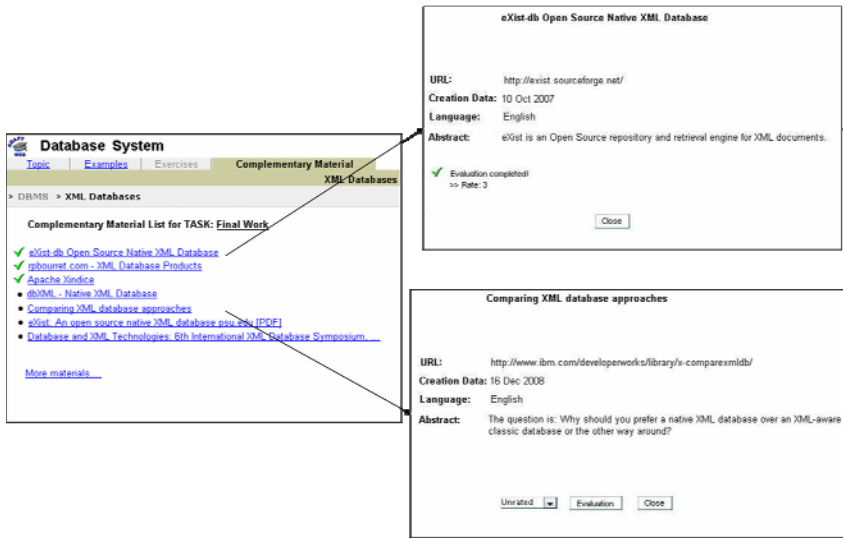 Database System
Topic Examples Exercises Complementary Material
XML Databases
> DBMS > XML Databases
Complementary Material List for TASK: Final Work
eXist-db Open Source Native XML Database
rpbourret.com - XML Database Products
Apache Xindice
dbXML - Native XML Database
Comparing XML database approaches
eXist: An open source native XML database psu.edu [PDF]
Database and XML Technologies: 6th International XML Database Symposium, ...
More materials....
eXist-db Open Source Native XML Database
URL: http://exist.sourceforge.net/
Creation Data: 10 Oct 2007
Language: English
Abstract: eXist is an Open Source repository and retrieval engine for XML documents.
Evaluation completed!
>> Rate: 3
Close
Comparing XML database approaches
URL: http://www.ibm.com/developerworks/library/x-comparexmldb/
Creation Data: 16 Dec 2008
Language: English
Abstract: The question is: Why should you prefer a native XML database over an XML-aware
classic database or the other way around?
Unrated Evaluation Close